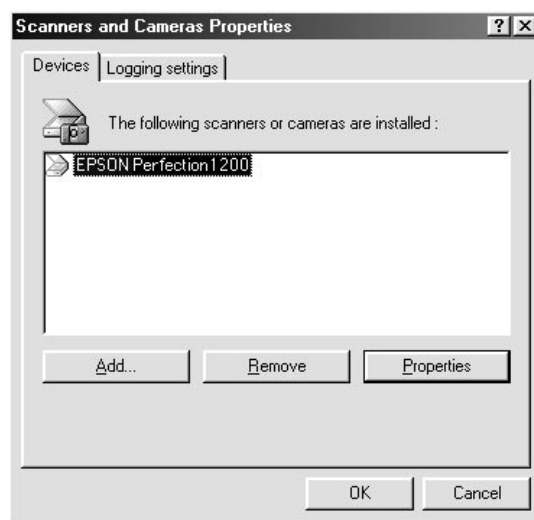 Scanners and Cameras Properties
Devices Logging settings
The following scanners or cameras are installed :
EPSON Perfection1200
Add... Remove Properties
OK Cancel